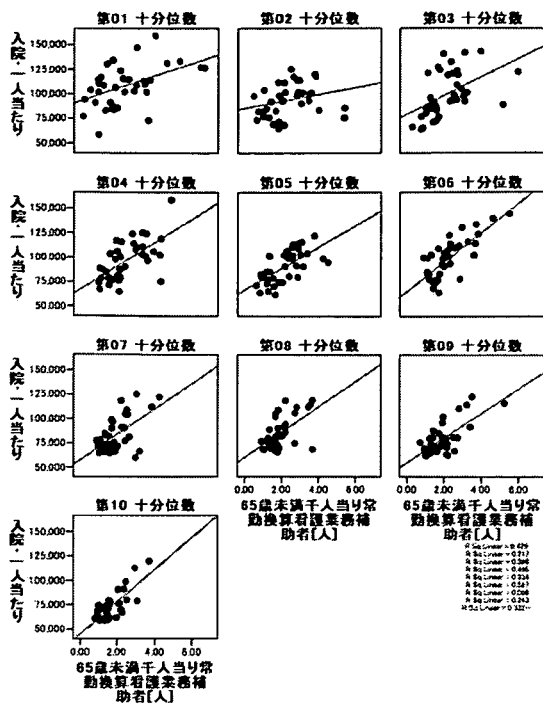 第01 十分位数
第02 十分位数
第03 十分位数
入院・一人当たり
150,000
125,000
100,000
75,000
50,000
第04 十分位数
第05 十分位数
第06 十分位数
入院・一人当たり
150,000
125,000
100,000
75,000
50,000
第07 十分位数
第08 十分位数
第09 十分位数
入院・一人当たり
150,000
125,000
100,000
75,000
50,000
0.00 2.00 4.00 6.00
0.00 2.00 4.00 6.00
65歳未満千人当り常
勤換算看護業務補
助者[人]
65歳未満千人当り常
勤換算看護業務補
助者[人]
第10 十分位数
入院・一人当たり
150,000
125,000
100,000
75,000
50,000
0.00 2.00 4.00 6.00
65歳未満千人当り常
勤換算看護業務補
助者[人]